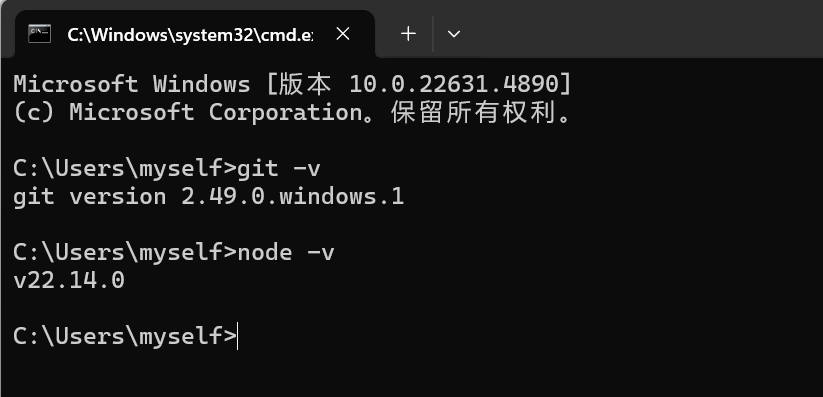 C:\Windows\system32\cmd.e
Microsoft Windows [版本 10.0.22631.4890]
(c) Microsoft Corporation。保留所有权利。
C:\Users\myself>git -v
git version 2.49.0.windows.1
C:\Users\myself>node -v
v22.14.0
C:\Users\myself>